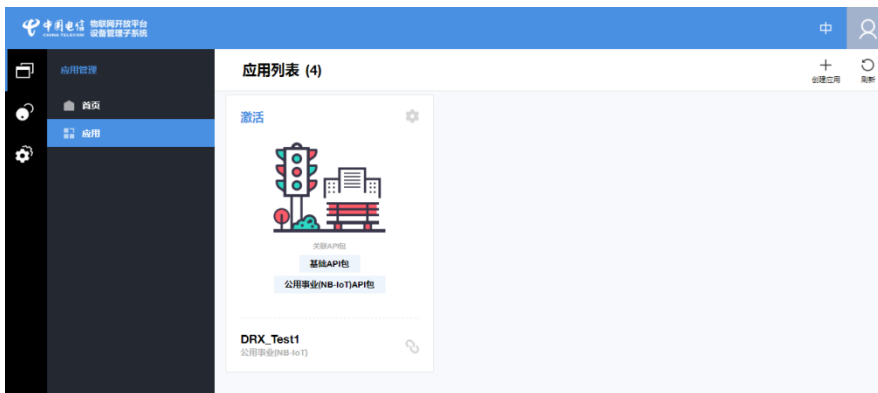 中国电信 物联网开放平台
CHINA TELECOM 设备管理子系统
中
应用管理
首页
应用
应用列表 (4)
创建应用
刷新
激活
关联API包
基础API包
公用事业(NB-IoT)API包
DRX_Test1
公用事业(NB-IoT)